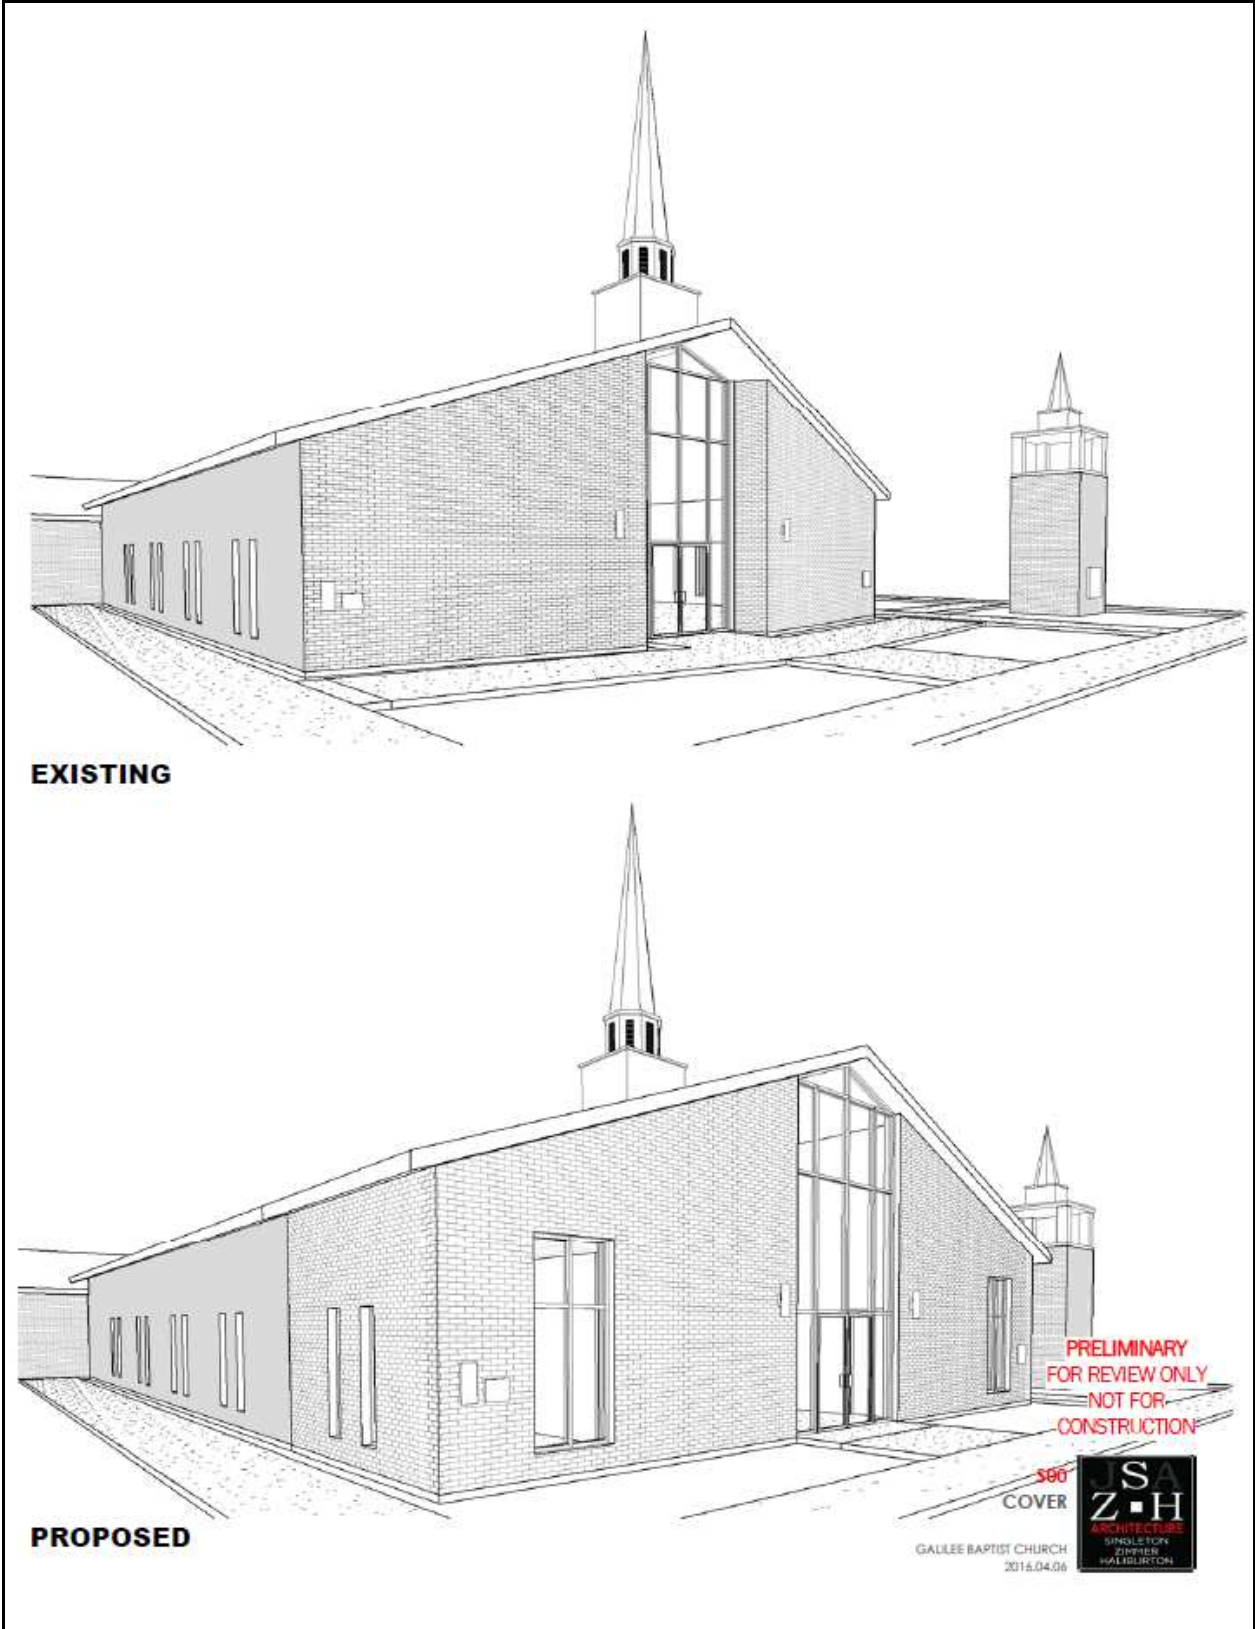 EXISTING
PROPOSED
PRELIMINARY
FOR REVIEW ONLY
NOT FOR
CONSTRUCTION
S00
COVER
GALILEE BAPTIST CHURCH
2016.04.06
JSA
Z·H
ARCHITECTURE
SINGLETON
ZIMMER
HALIBURTON